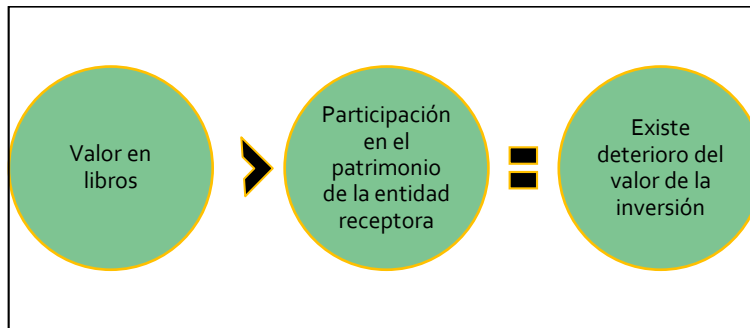 Valor en
libros
Participación
en el
patrimonio
de la entidad
receptora
Existe
deterioro del
valor de la
inversión